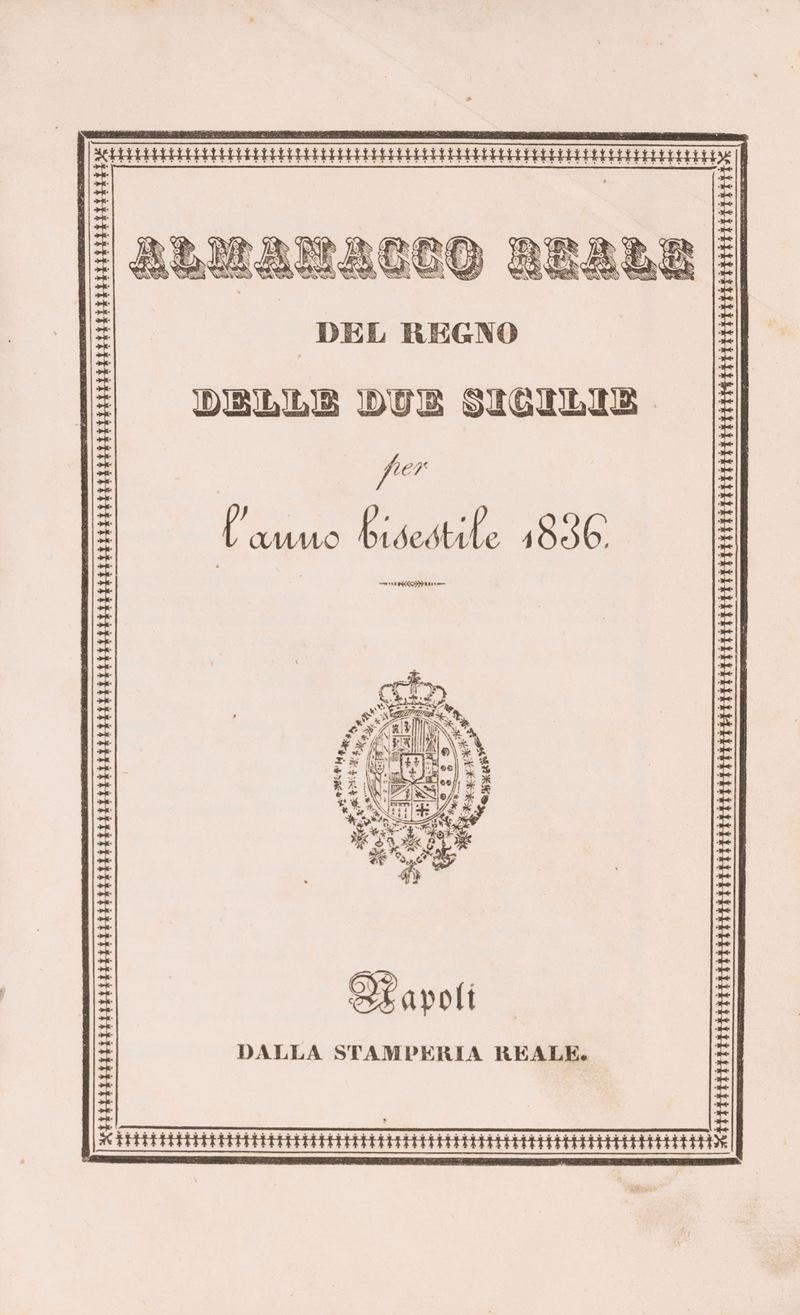 ALMANACCO REALE
DEL REGNO
DELLE DUE SICILIE
per
l'anno bisestile 1836.
Napoli
DALLA STAMPERIA REALE.